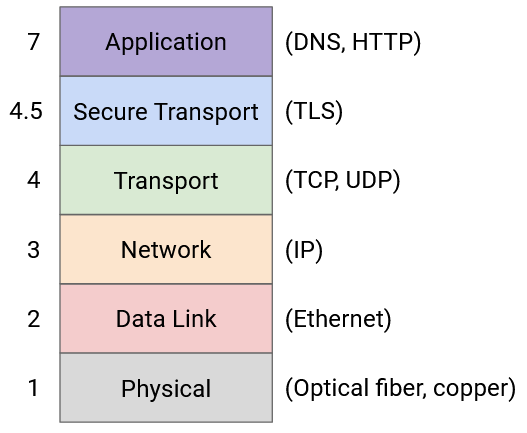 7 Application (DNS, HTTP)
4.5 Secure Transport (TLS)
4 Transport (TCP, UDP)
3 Network (IP)
2 Data Link (Ethernet)
1 Physical (Optical fiber, copper)